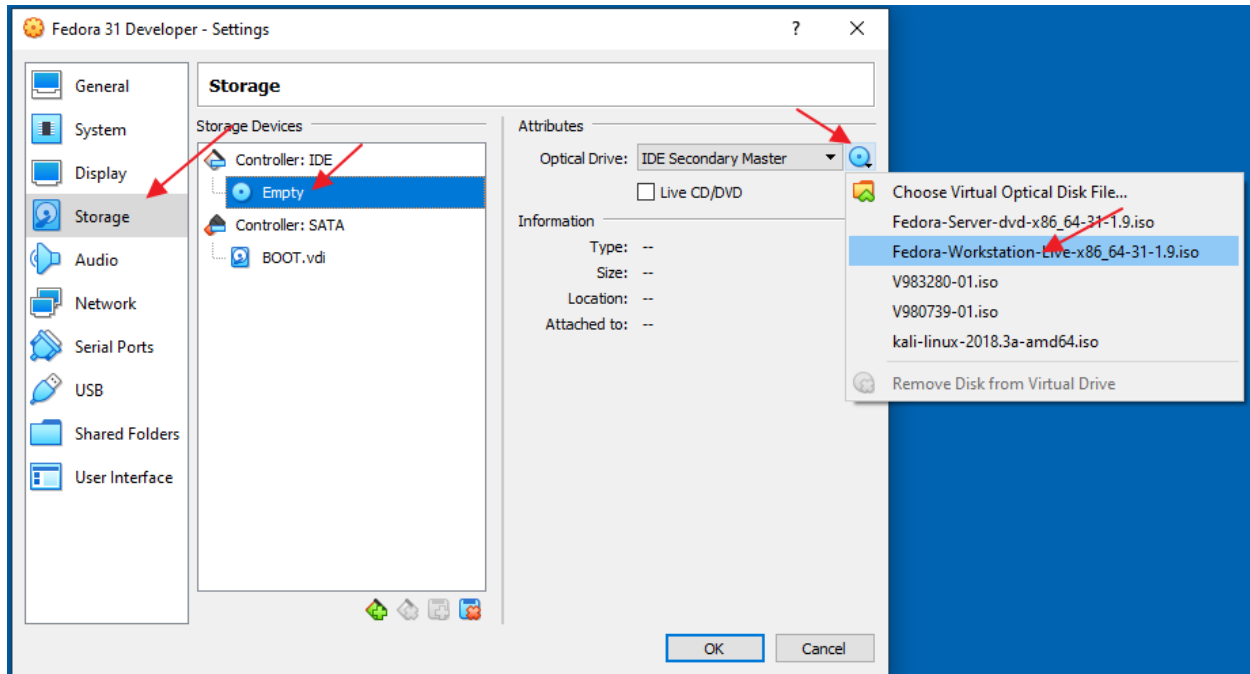 Fedora 31 Developer - Settings
?
General
System
Display
Storage
Audio
Network
Serial Ports
USB
Shared Folders
User Interface
Storage
Storage Devices
Controller: IDE
Empty
Controller: SATA
BOOT.vdi
Attributes
Optical Drive: IDE Secondary Master
Live CD/DVD
Information
Type: --
Size: --
Location: --
Attached to: --
Choose Virtual Optical Disk File...
Fedora-Server-dvd-x86_64-31-1.9.iso
Fedora-Workstation-Live-x86_64-31-1.9.iso
V983280-01.iso
V980739-01.iso
kali-linux-2018.3a-amd64.iso
Remove Disk from Virtual Drive
OK Cancel